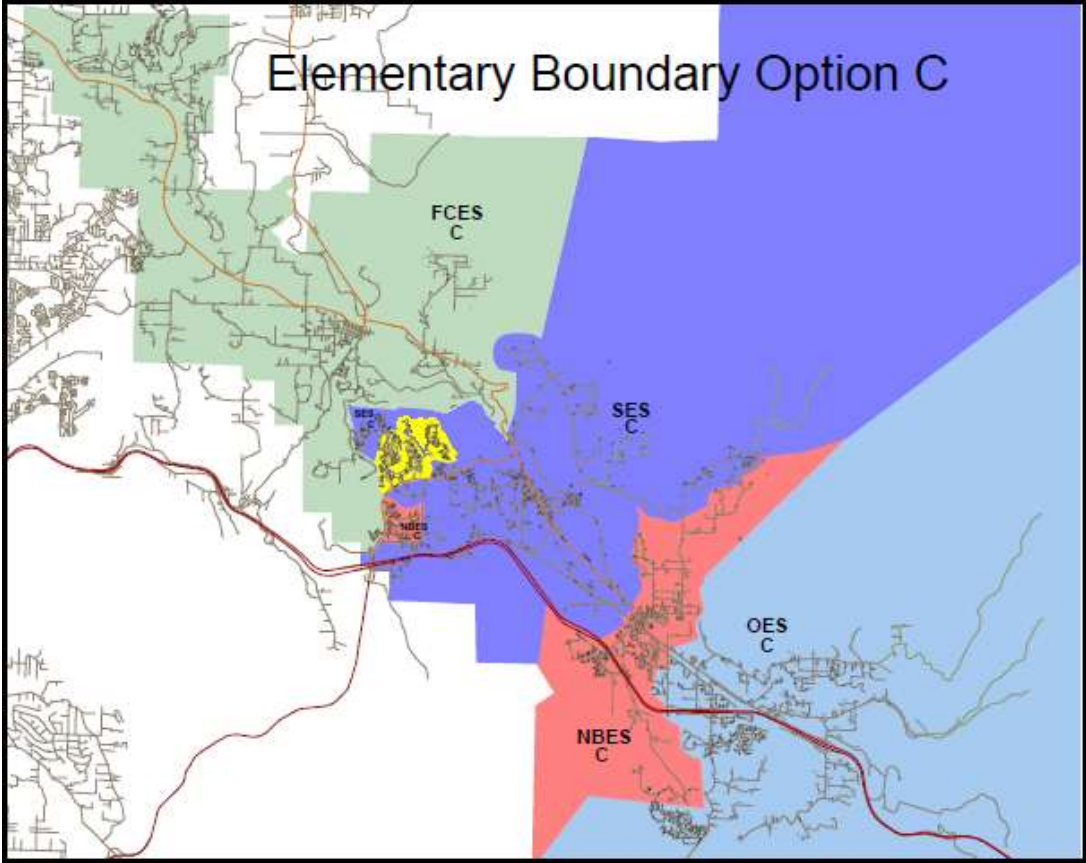 Elementary Boundary Option C
FCES
C
SES
C
SES
C
NBES
C
OES
C
NBES
C